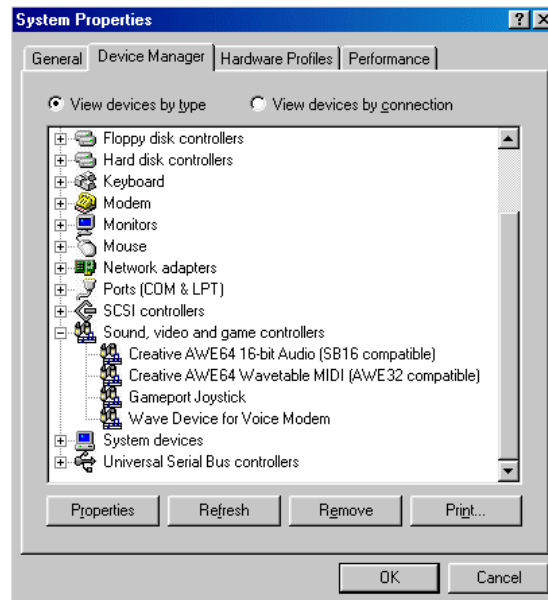 System Properties
General Device Manager Hardware Profiles Performance
View devices by type View devices by connection
Floppy disk controllers
Hard disk controllers
Keyboard
Modem
Monitors
Mouse
Network adapters
Ports (COM & LPT)
SCSI controllers
Sound, video and game controllers
Creative AWE64 16-bit Audio (SB16 compatible)
Creative AWE64 Wavetable MIDI (AWE32 compatible)
Gameport Joystick
Wave Device for Voice Modem
System devices
Universal Serial Bus controllers
Properties Refresh Remove Print...
OK Cancel